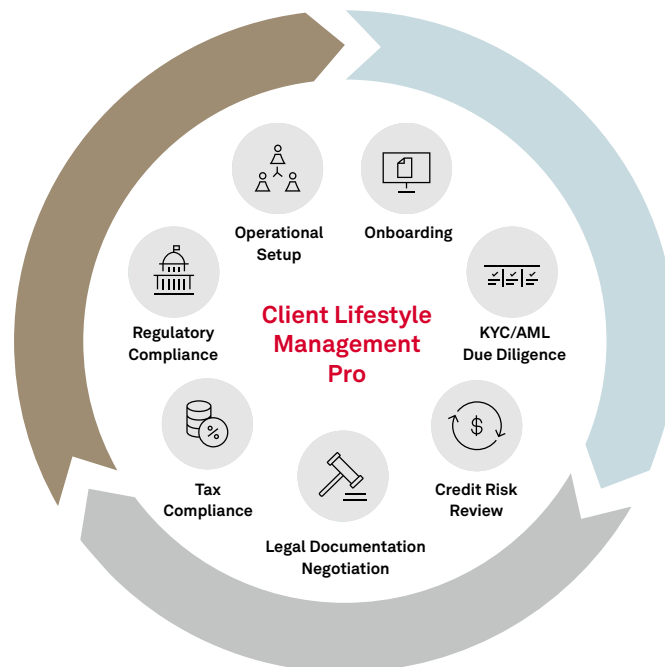 Operational
Setup
Onboarding
Regulatory
Compliance
Client Lifestyle
Management
Pro
KYC/AML
Due Diligence
%
$
Tax
Compliance
Credit Risk
Review
Legal Documentation
Negotiation